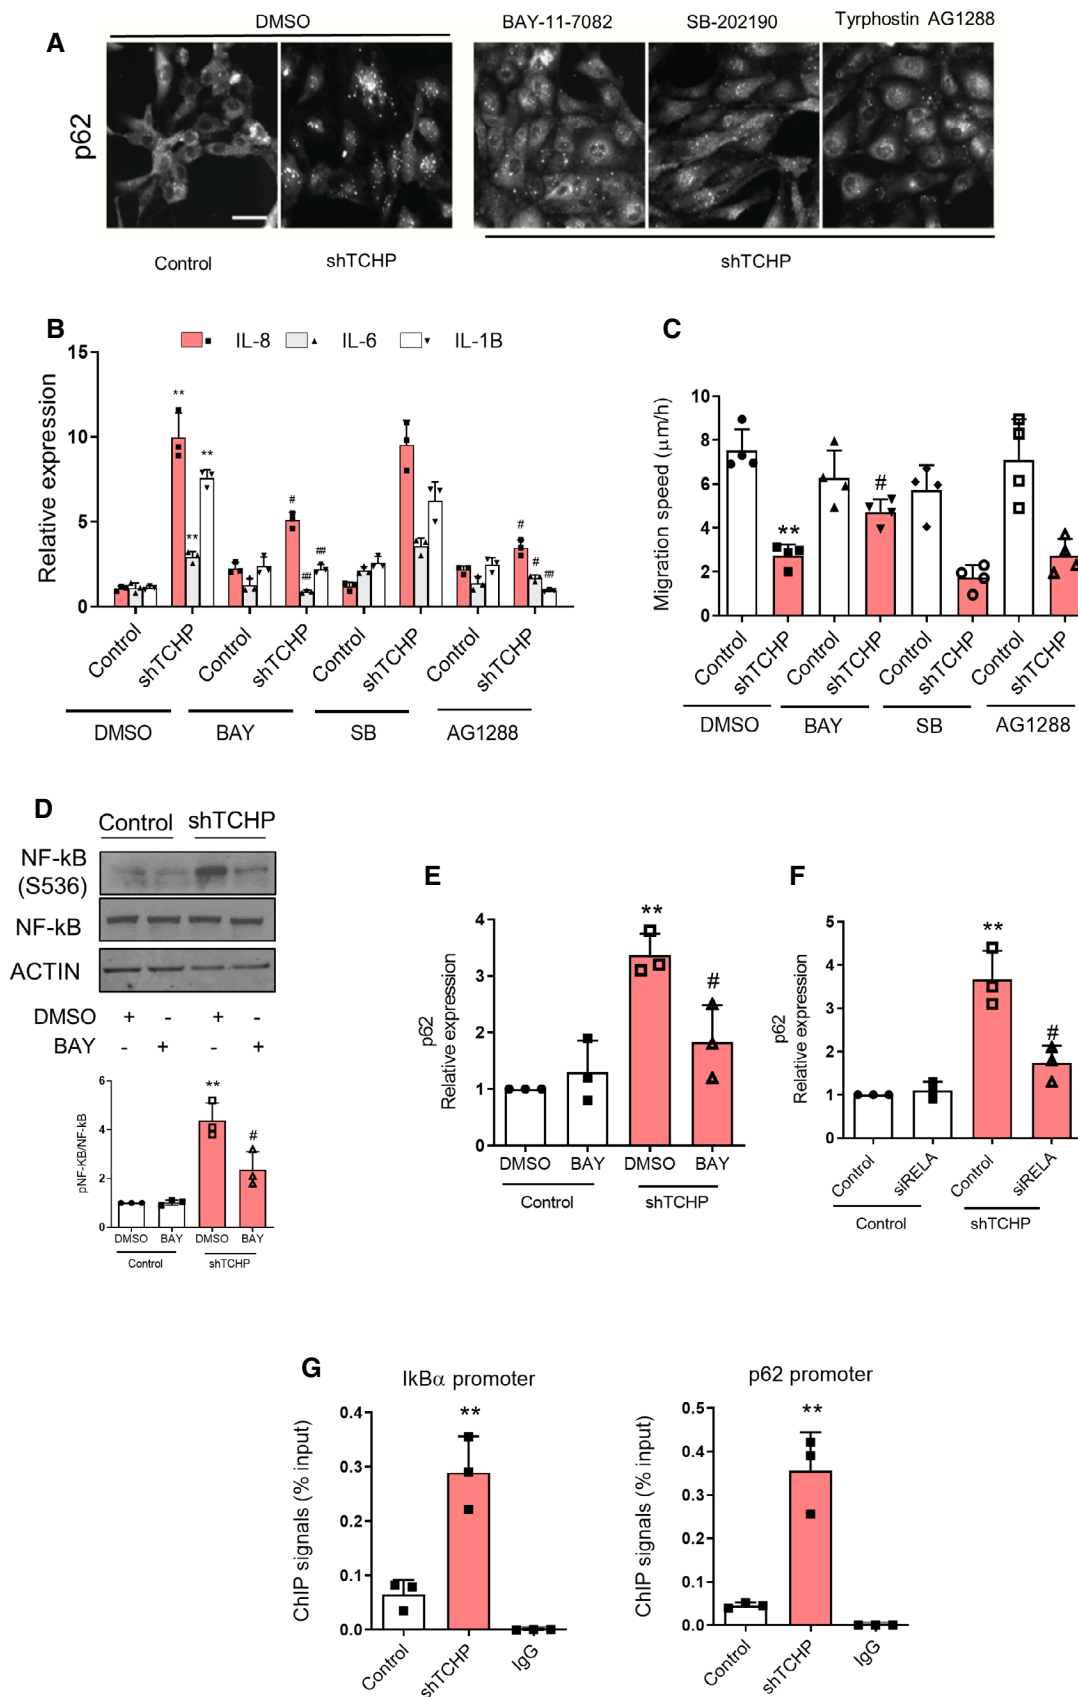 A
DMSO
BAY-11-7082
SB-202190
Tyrphostin AG1288
p62
Control
shTCHP
shTCHP
B
IL-8
IL-6
IL-1B
Relative expression
15
10
5
0
**
**
**
#
##
##
#
#
##
Control
shTCHP
Control
shTCHP
Control
shTCHP
Control
shTCHP
DMSO
BAY
SB
AG1288
C
Migration speed (μm/h)
10
8
6
4
2
0
**
#
Control
shTCHP
Control
shTCHP
Control
shTCHP
Control
shTCHP
DMSO
BAY
SB
AG1288
D
Control
shTCHP
NF-kB
(S536)
NF-kB
ACTIN
DMSO + - + -
BAY - + - +
pNF-KB/NF-kB
6
4
2
0
**
#
DMSO
BAY
DMSO
BAY
Control
shTCHP
E
p62
Relative expression
4
3
2
1
0
**
#
DMSO
BAY
DMSO
BAY
Control
shTCHP
F
p62
Relative expression
5
4
3
2
1
0
**
#
Control
siRELA
Control
siRELA
Control
shTCHP
G
IkBα promoter
ChIP signals (% input)
0.4
0.3
0.2
0.1
0.0
**
Control
shTCHP
IgG
p62 promoter
ChIP signals (% input)
0.5
0.4
0.3
0.2
0.1
0.0
**
Control
shTCHP
IgG